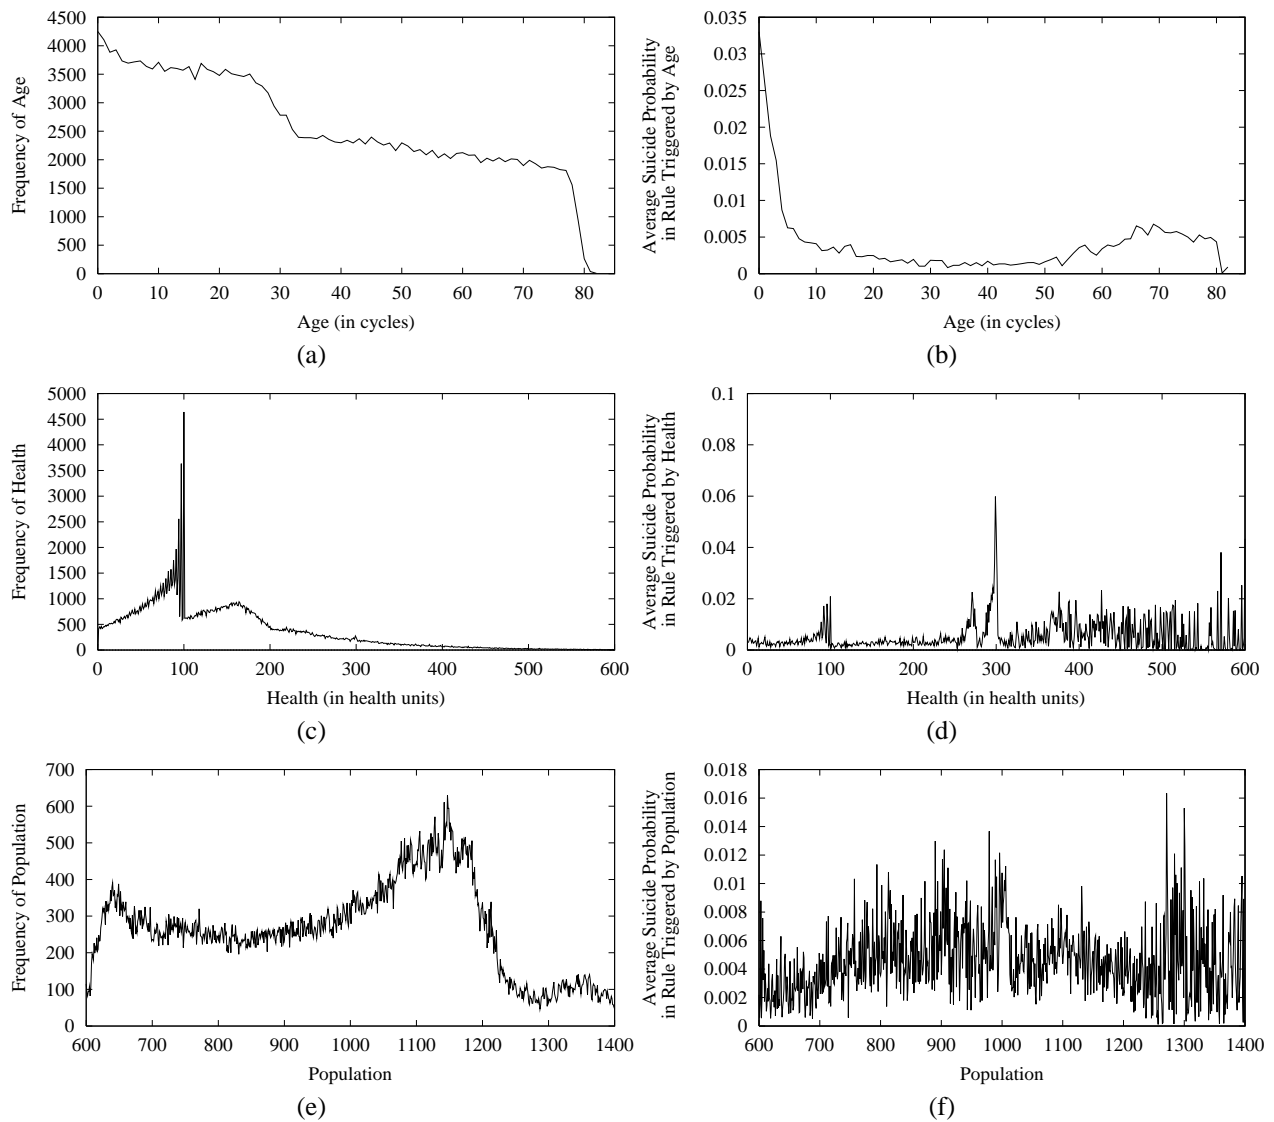 4500
4000
3500
3000
2500
2000
1500
1000
500
0
Frequency of Age
0 10 20 30 40 50 60 70 80
Age (in cycles)
(a)
0.035
0.03
0.025
0.02
0.015
0.01
0.005
0
Average Suicide Probability
in Rule Triggered by Age
0 10 20 30 40 50 60 70 80
Age (in cycles)
(b)
5000
4500
4000
3500
3000
2500
2000
1500
1000
500
0
Frequency of Health
0 100 200 300 400 500 600
Health (in health units)
(c)
0.1
0.08
0.06
0.04
0.02
0
Average Suicide Probability
in Rule Triggered by Health
0 100 200 300 400 500 600
Health (in health units)
(d)
700
600
500
400
300
200
100
0
Frequency of Population
600 700 800 900 1000 1100 1200 1300 1400
Population
(e)
0.018
0.016
0.014
0.012
0.01
0.008
0.006
0.004
0.002
0
Average Suicide Probability
in Rule Triggered by Population
600 700 800 900 1000 1100 1200 1300 1400
Population
(f)